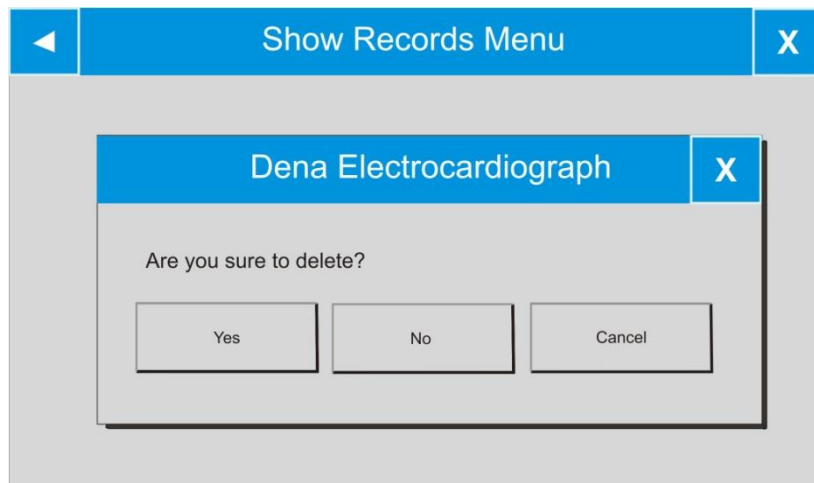 ◄ Show Records Menu X
Dena Electrocardiograph X
Are you sure to delete?
Yes No Cancel